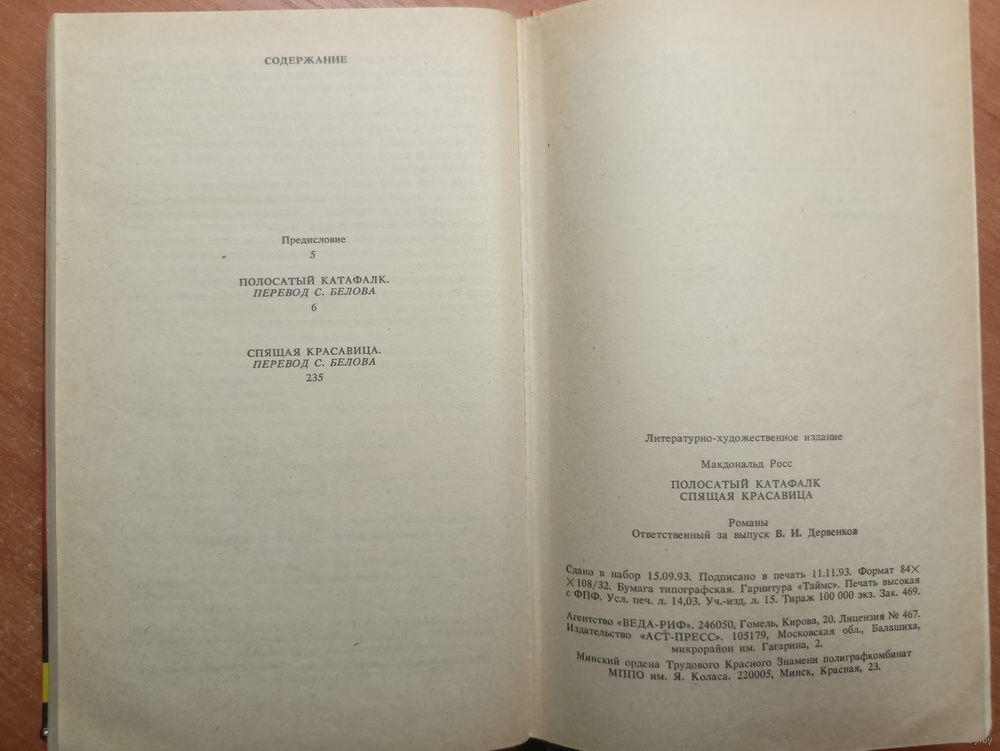 СОДЕРЖАНИЕ
Предисловие
5
ПОЛОСАТЫЙ КАТАФАЛК.
ПЕРЕВОД С. БЕЛОВА
6
СПЯЩАЯ КРАСАВИЦА.
ПЕРЕВОД С. БЕЛОВА
235
Литературно-художественное издание
Макдональд Росс
ПОЛОСАТЫЙ КАТАФАЛК
СПЯЩАЯ КРАСАВИЦА
Романы
Ответственный за выпуск В. И. Дервенков
Сдано в набор 15.09.93. Подписано в печать 11.11.93. Формат 84×
×108/32. Бумага типографская. Гарнитура «Таймс». Печать высокая
с ФПФ. Усл. печ. л. 14,03. Уч.-изд. л. 15. Тираж 100 000 экз. Зак. 469.
Агентство «ВЕДА-РИФ». 246050, Гомель, Кирова, 20. Лицензия № 467.
Издательство «АСТ-ПРЕСС». 105179, Московская обл., Балашиха,
микрорайон им. Гагарина, 2.
Минский ордена Трудового Красного Знамени полиграфкомбинат
МППО им. Я. Коласа. 220005, Минск, Красная, 23.